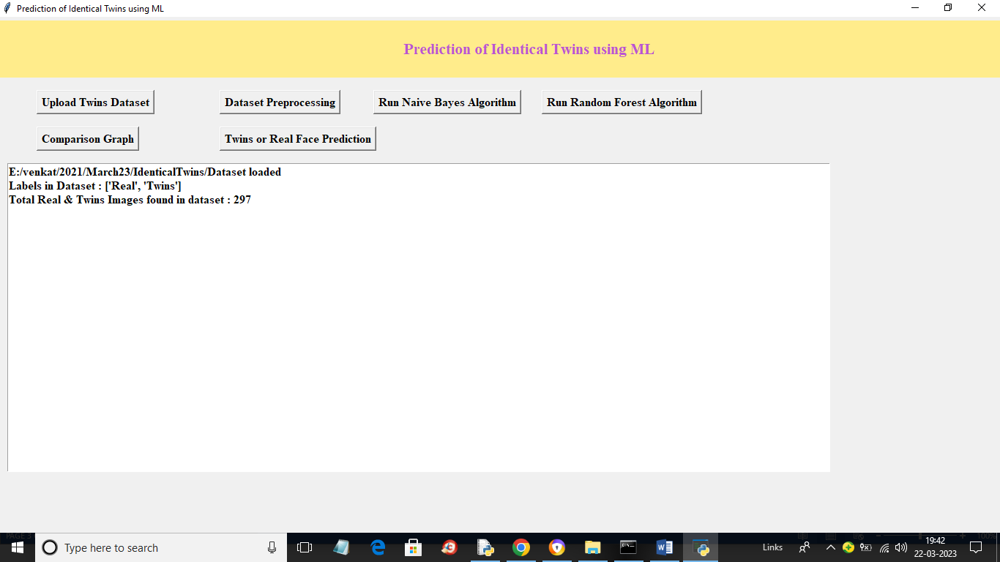 Prediction of Identical Twins using ML
Prediction of Identical Twins using ML
Upload Twins Dataset
Dataset Preprocessing
Run Naive Bayes Algorithm
Run Random Forest Algorithm
Comparison Graph
Twins or Real Face Prediction
E:/venkat/2021/March23/IdenticalTwins/Dataset loaded
Labels in Dataset : ['Real', 'Twins']
Total Real & Twins Images found in dataset : 297
PAGE 3
100%
Type here to search
Links
19:42
22-03-2023